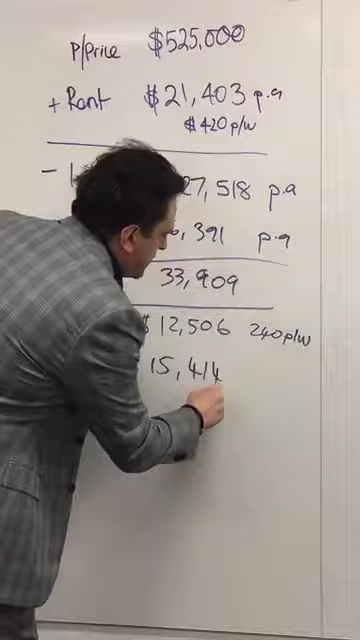 P/Price $525,000
+ Rent $21,403 p.a
$420 p/w
- 27,518 p.a
,391 p.a
33,909
$12,506 240p/w
15,414